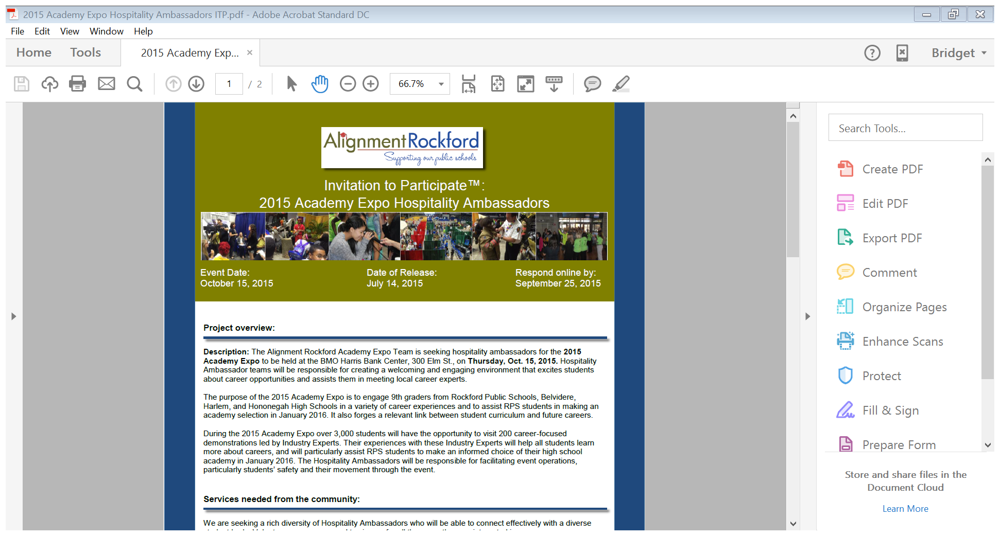 2015 Academy Expo Hospitality Ambassadors ITP.pdf - Adobe Acrobat Standard DC
File Edit View Window Help
Home Tools 2015 Academy Exp... Bridget
1 / 2 66.7%
AlignmentRockford
Supporting our public schools
Invitation to Participate™:
2015 Academy Expo Hospitality Ambassadors
Event Date: Date of Release: Respond online by:
October 15, 2015 July 14, 2015 September 25, 2015
Project overview:
Description: The Alignment Rockford Academy Expo Team is seeking hospitality ambassadors for the 2015
Academy Expo to be held at the BMO Harris Bank Center, 300 Elm St., on Thursday, Oct. 15, 2015. Hospitality
Ambassador teams will be responsible for creating a welcoming and engaging environment that excites students
about career opportunities and assists them in meeting local career experts.
The purpose of the 2015 Academy Expo is to engage 9th graders from Rockford Public Schools, Belvidere,
Harlem, and Hononegah High Schools in a variety of career experiences and to assist RPS students in making an
academy selection in January 2016. It also forges a relevant link between student curriculum and future careers.
During the 2015 Academy Expo over 3,000 students will have the opportunity to visit 200 career-focused
demonstrations led by Industry Experts. Their experiences with these Industry Experts will help all students learn
more about careers, and will particularly assist RPS students to make an informed choice of their high school
academy in January 2016. The Hospitality Ambassadors will be responsible for facilitating event operations,
particularly students’ safety and their movement through the event.
Services needed from the community:
We are seeking a rich diversity of Hospitality Ambassadors who will be able to connect effectively with a diverse
Search Tools...
Create PDF
Edit PDF
Export PDF
Comment
Organize Pages
Enhance Scans
Protect
Fill & Sign
Prepare Form
Store and share files in the
Document Cloud
Learn More